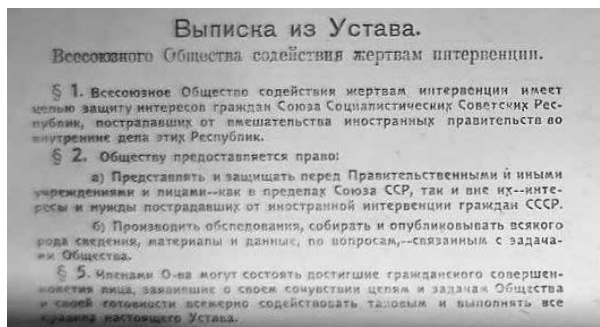 Выписка из Устава.
Всесоюзного Общества содействия жертвам интервенции.
§ 1. Всесоюзное Общество содействия жертвам интервенции имеет
целью защиту интересов граждан Союза Социалистических Советских Рес-
публик, пострадавших от вмешательства иностранных правительств во
внутренние дела этих Республик.
§ 2. Обществу предоставляется право:
а) Представлять и защищать перед Правительственными и иными
учреждениями и лицами—как в пределах Союза ССР, так и вне их—инте-
ресы и нужды пострадавших от иностранной интервенции граждан СССР.
б) Производить обследования, собирать и опубликовывать всякого
рода сведения, материалы и данные, по вопросам,—связанным с задача-
ми Общества.
§ 5. Членами О-ва могут состоять достигшие гражданского совершен-
нолетия лица, заявившие о своем сочувствии целям и задачам Общества
и своей готовности всемерно содействовать таковым и выполнять все
правила настоящего Устава.